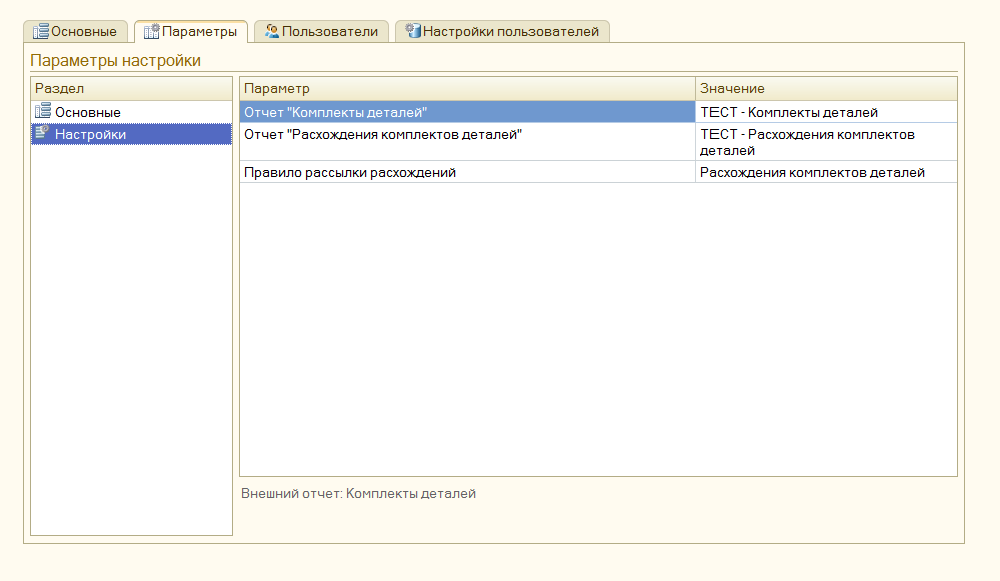 Основные Параметры Пользователи Настройки пользователей
Параметры настройки
Раздел
Основные
Настройки
Параметр Значение
Отчет "Комплекты деталей" ТЕСТ - Комплекты деталей
Отчет "Расхождения комплектов деталей" ТЕСТ - Расхождения комплектов
деталей
Правило рассылки расхождений Расхождения комплектов деталей
Внешний отчет: Комплекты деталей